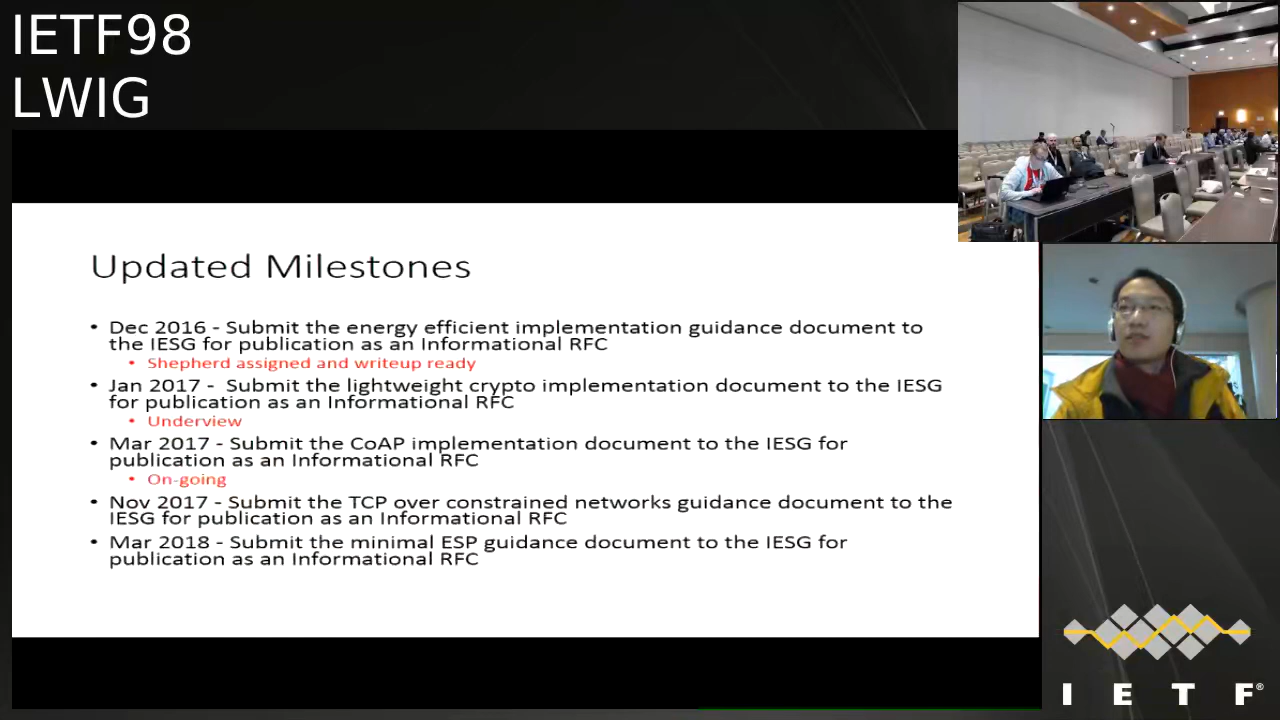 IETF98
LWIG
Updated Milestones
• Dec 2016 - Submit the energy efficient implementation guidance document to
the IESG for publication as an Informational RFC
• Shepherd assigned and writeup ready
• Jan 2017 - Submit the lightweight crypto implementation document to the IESG
for publication as an Informational RFC
• Underview
• Mar 2017 - Submit the CoAP implementation document to the IESG for
publication as an Informational RFC
• On-going
• Nov 2017 - Submit the TCP over constrained networks guidance document to the
IESG for publication as an Informational RFC
• Mar 2018 - Submit the minimal ESP guidance document to the IESG for
publication as an Informational RFC
I E T F®